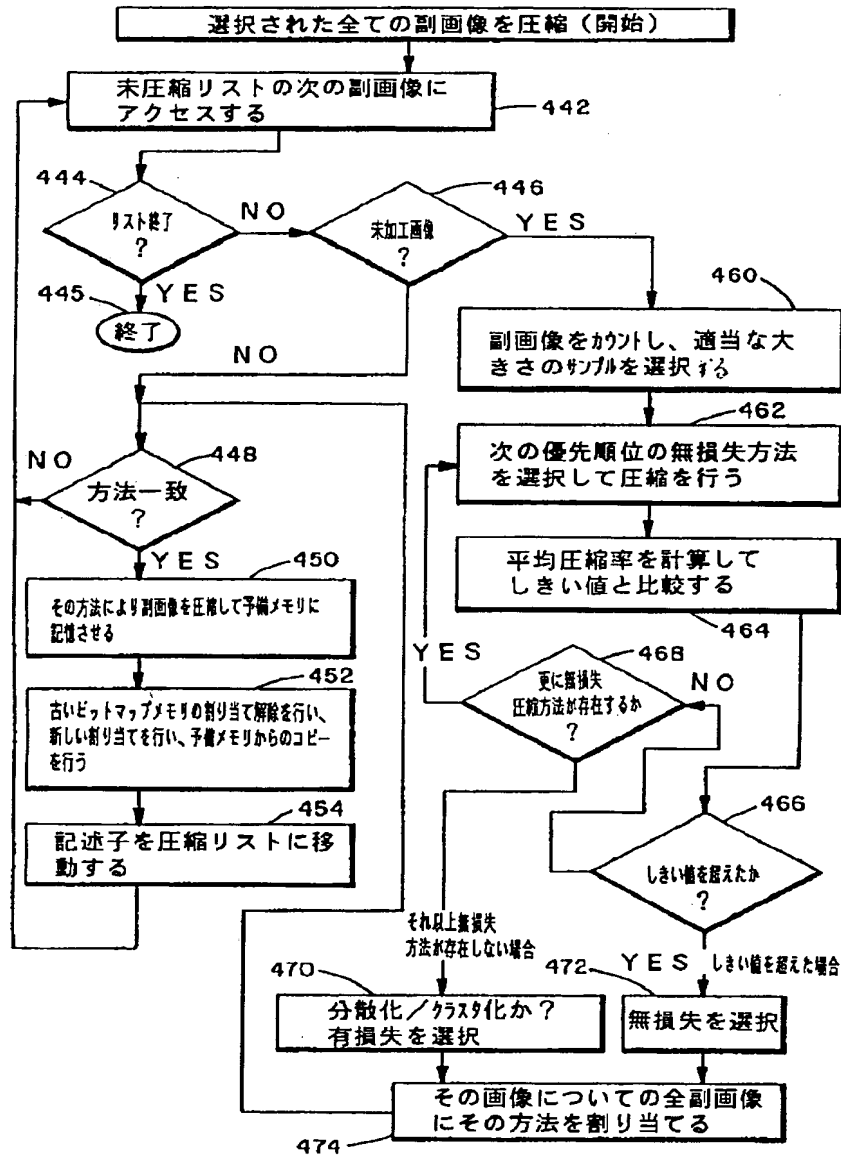 選択された全ての副画像を圧縮（開始）
未圧縮リストの次の副画像に
アクセスする
442
444
リスト終了
?
NO
446
未加工画像
?
YES
445
YES
終了
NO
460
副画像をカウントし、適当な大
きさのサンプルを選択する
462
次の優先順位の無損失方法
を選択して圧縮を行う
NO
448
方法一致
?
YES
450
その方法により副画像を圧縮して予備メモリに
記憶させる
平均圧縮率を計算して
しきい値と比較する
464
YES
468
更に無損失
圧縮方法が存在するか
?
NO
452
古いビットマップメモリの割り当て解除を行い、
新しい割り当てを行い、予備メモリからのコピー
を行う
454
記述子を圧縮リストに移
動する
466
しきい値を超えたか
?
それ以上無損失
方法が存在しない場合
470
分散化／クラスタ化か？
有損失を選択
472
YES
しきい値を超えた場合
無損失を選択
その画像についての全副画像
にその方法を割り当てる
474